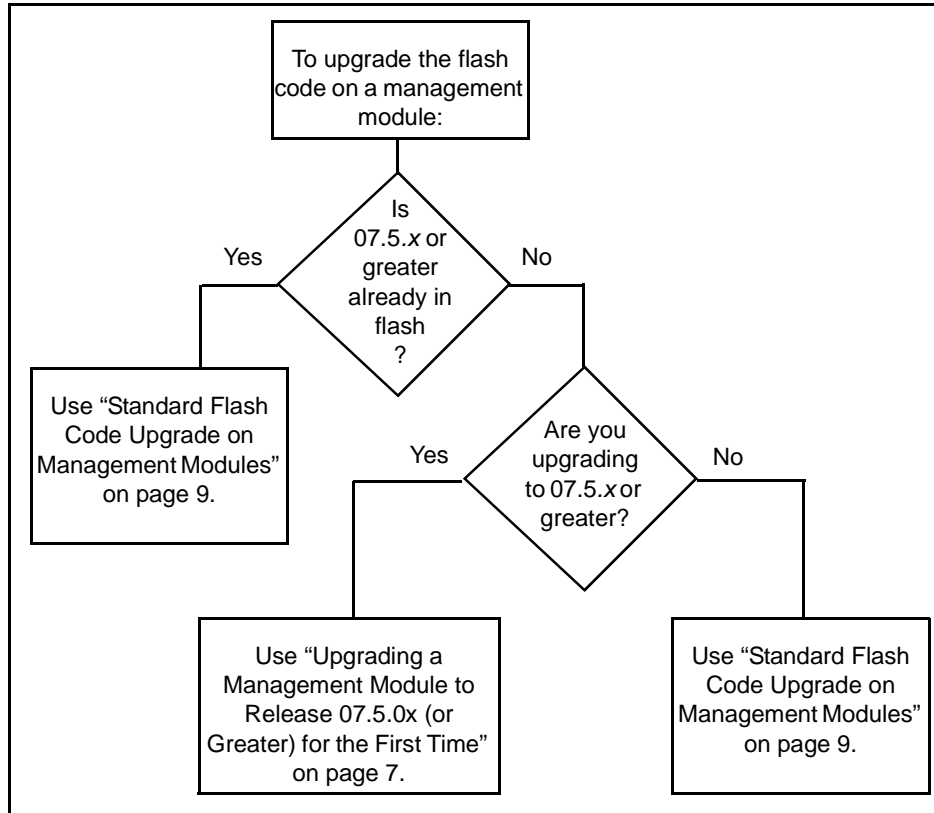 To upgrade the flash
code on a management
module:
Is
07.5.x or
greater
already in
flash
?
Yes
No
Use “Standard Flash
Code Upgrade on
Management Modules”
on page 9.
Are you
upgrading
to 07.5.x or
greater?
Yes
No
Use “Upgrading a
Management Module to
Release 07.5.0x (or
Greater) for the First Time”
on page 7.
Use “Standard Flash
Code Upgrade on
Management Modules”
on page 9.